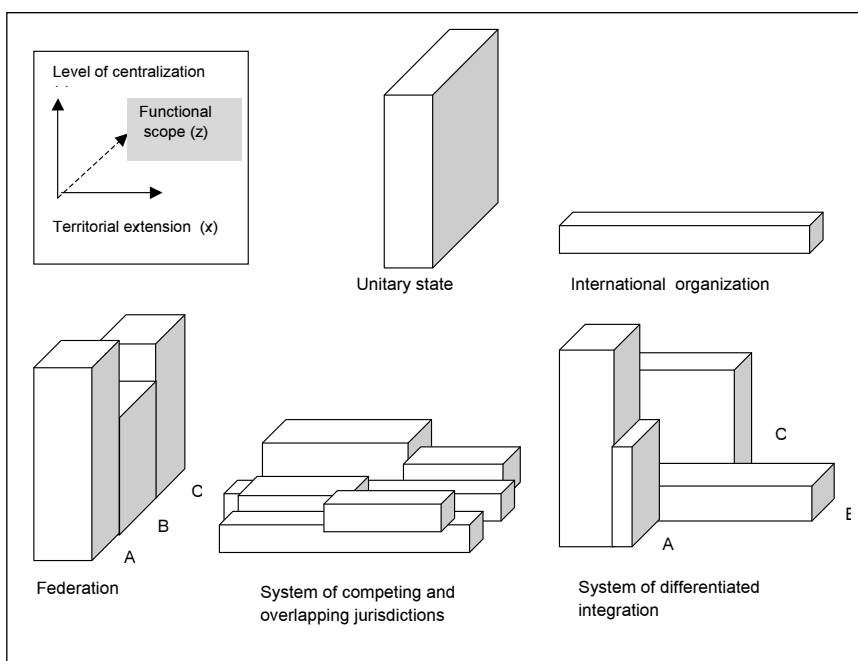 Level of centralization
Functional
scope (z)
Territorial extension (x)
Unitary state
International organization
A
B
C
Federation
System of competing and
overlapping jurisdictions
A
C
System of differentiated
integration